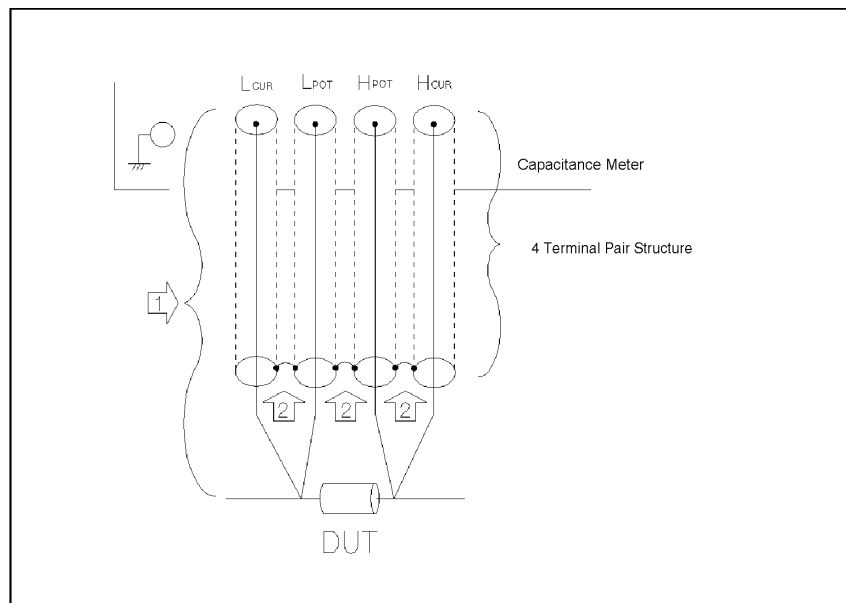 LCUR LPOT HPOT HCUR
Capacitance Meter
4 Terminal Pair Structure
1
2 2 2
DUT